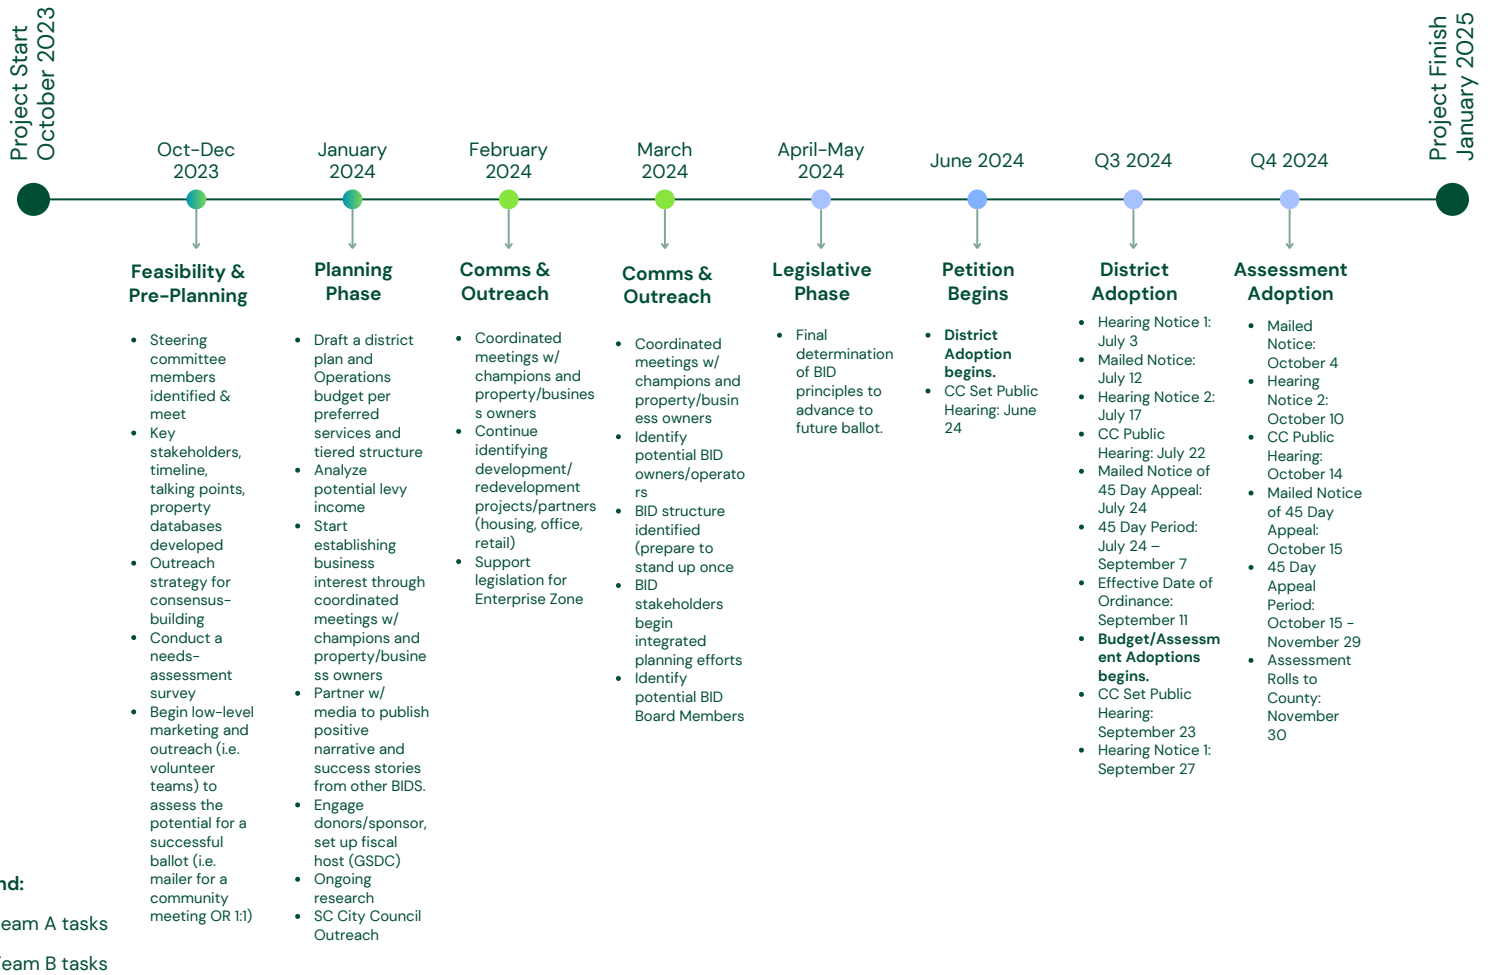 Project Start
October 2023
Project Finish
January 2025
Oct-Dec
2023
January
2024
February
2024
March
2024
April-May
2024
June 2024
Q3 2024
Q4 2024
Feasibility &
Pre-Planning
• Steering
committee
members
identified &
meet
• Key
stakeholders,
timeline,
talking points,
property
databases
developed
• Outreach
strategy for
consensus-
building
• Conduct a
needs-
assessment
survey
• Begin low-level
marketing and
outreach (i.e.
volunteer
teams) to
assess the
potential for a
successful
ballot (i.e.
mailer for a
community
meeting OR 1:1)
Planning
Phase
• Draft a district
plan and
Operations
budget per
preferred
services and
tiered structure
• Analyze
potential levy
income
• Start
establishing
business
interest through
coordinated
meetings w/
champions and
property/busine
ss owners
• Partner w/
media to publish
positive
narrative and
success stories
from other BIDS.
• Engage
donors/sponsor,
set up fiscal
host (GSDC)
• Ongoing
research
• SC City Council
Outreach
Comms &
Outreach
• Coordinated
meetings w/
champions and
property/busines
s owners
• Continue
identifying
development/
redevelopment
projects/partners
(housing, office,
retail)
• Support
legislation for
Enterprise Zone
Comms &
Outreach
• Coordinated
meetings w/
champions and
property/busin
ess owners
• Identify
potential BID
owners/operato
rs
• BID structure
identified
(prepare to
stand up once
• BID
stakeholders
begin
integrated
planning efforts
• Identify
potential BID
Board Members
Legislative
Phase
• Final
determination
of BID
principles to
advance to
future ballot.
Petition
Begins
• District
Adoption
begins.
• CC Set Public
Hearing: June
24
District
Adoption
• Hearing Notice 1:
July 3
• Mailed Notice:
July 12
• Hearing Notice 2:
July 17
• CC Public
Hearing: July 22
• Mailed Notice of
45 Day Appeal:
July 24
• 45 Day Period:
July 24 –
September 7
• Effective Date of
Ordinance:
September 11
• Budget/Assessm
ent Adoptions
begins.
• CC Set Public
Hearing:
September 23
• Hearing Notice 1:
September 27
Assessment
Adoption
• Mailed
Notice:
October 4
• Hearing
Notice 2:
October 10
• CC Public
Hearing:
October 14
• Mailed Notice
of 45 Day
Appeal:
October 15
• 45 Day
Appeal
Period:
October 15 -
November 29
• Assessment
Rolls to
County:
November
30
nd:
eam A tasks
eam B tasks